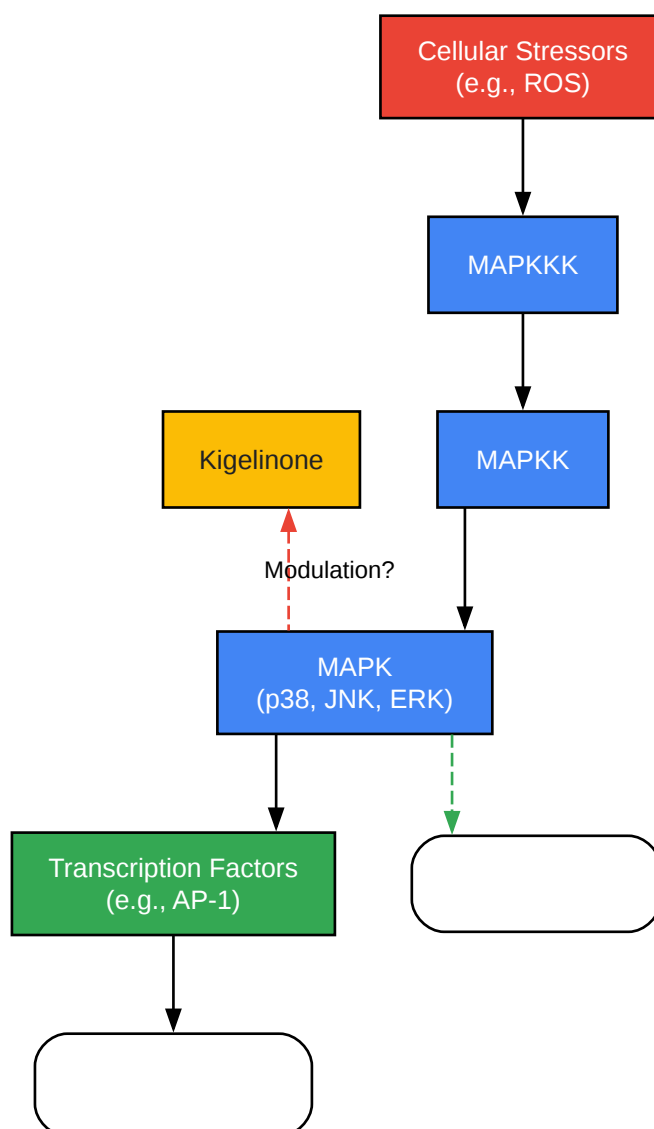 Cellular Stressors
(e.g., ROS)
MAPKKK
Kigelinone
MAPKK
Modulation?
MAPK
(p38, JNK, ERK)
Transcription Factors
(e.g., AP-1)